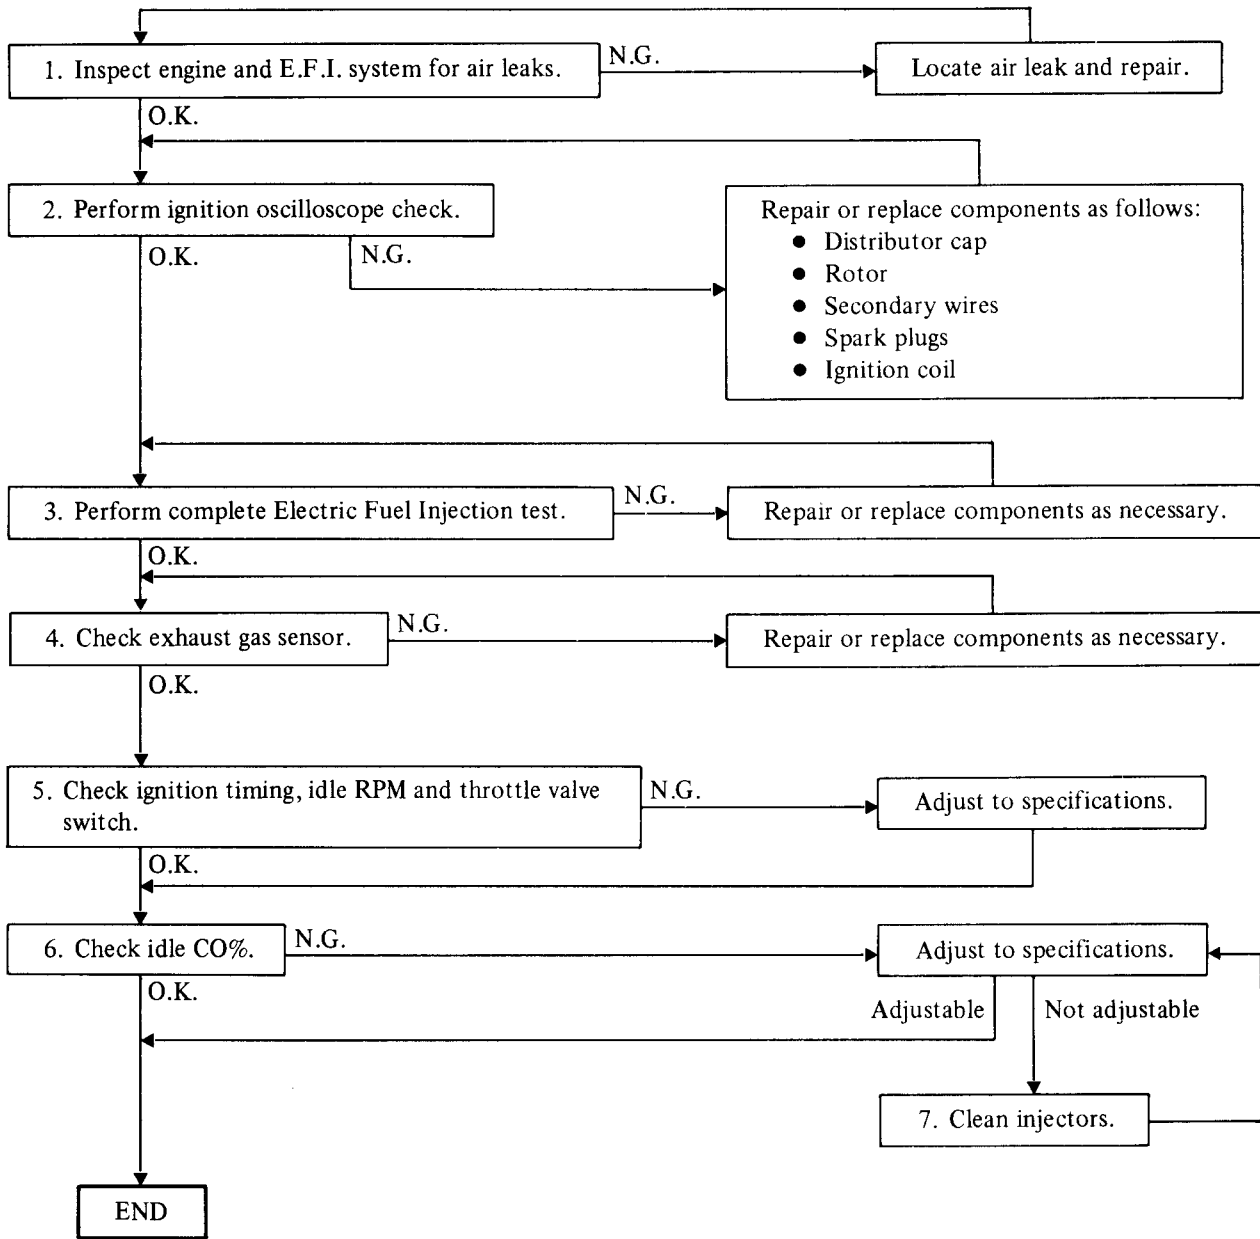 1. Inspect engine and E.F.I. system for air leaks.
N.G.
Locate air leak and repair.
O.K.
2. Perform ignition oscilloscope check.
O.K.
N.G.
Repair or replace components as follows:
● Distributor cap
● Rotor
● Secondary wires
● Spark plugs
● Ignition coil
3. Perform complete Electric Fuel Injection test.
N.G.
Repair or replace components as necessary.
O.K.
4. Check exhaust gas sensor.
N.G.
Repair or replace components as necessary.
O.K.
5. Check ignition timing, idle RPM and throttle valve
switch.
N.G.
Adjust to specifications.
O.K.
6. Check idle CO%.
N.G.
Adjust to specifications.
O.K.
Adjustable
Not adjustable
7. Clean injectors.
END